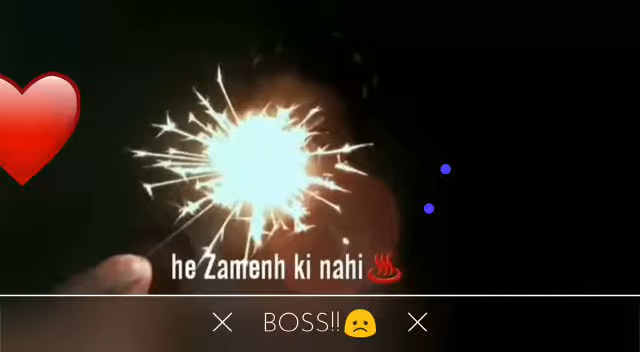 he Zamenh ki nahi♨️
× BOSS!!😞 ×